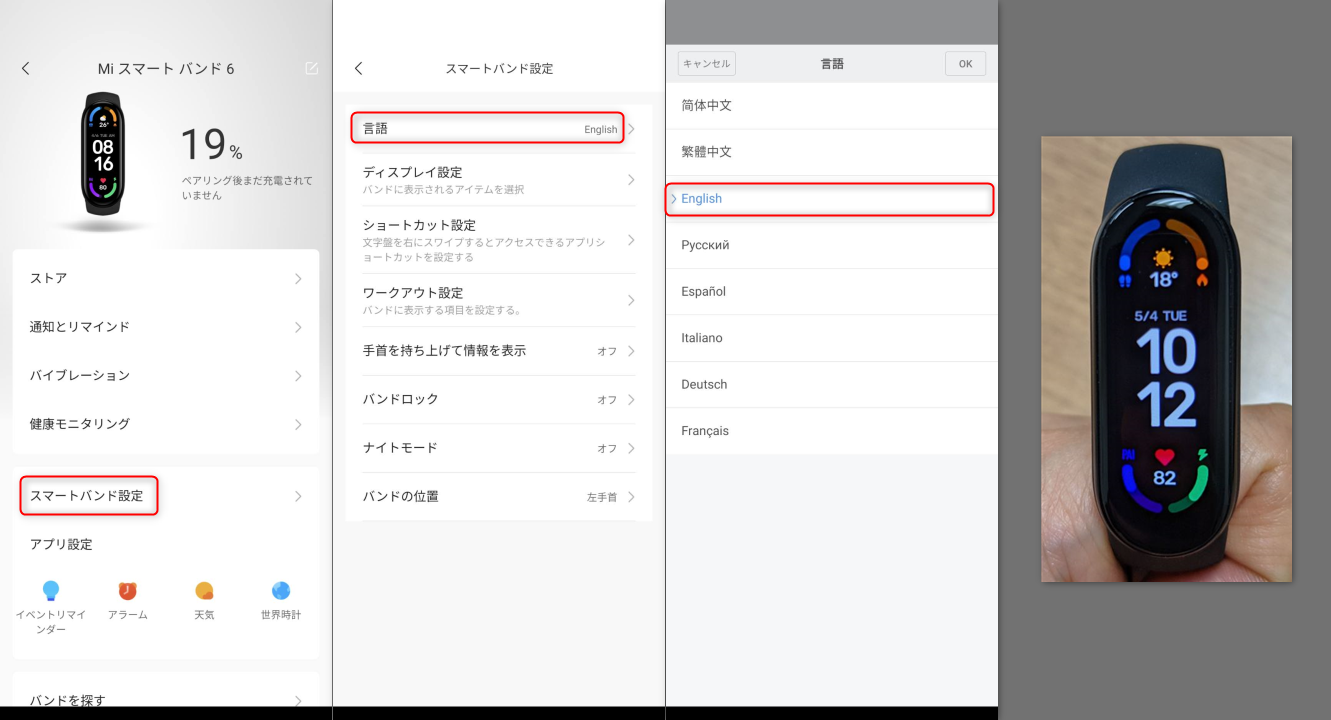 Mi スマート バンド 6
26°
5/4 TUE AM
08
16
80
19%
ペアリング後まだ充電されて
いません
ストア
通知とリマインド
バイブレーション
健康モニタリング
スマートバンド設定
アプリ設定
イベントリマイ
ンダー
アラーム
天気
世界時計
バンドを探す
スマートバンド設定
言語
English
ディスプレイ設定
バンドに表示されるアイテムを選択
ショートカット設定
文字盤を右にスワイプするとアクセスできるアプリシ
ョートカットを設定する
ワークアウト設定
バンドに表示する項目を設定する。
手首を持ち上げて情報を表示
オフ
バンドロック
オフ
ナイトモード
オフ
バンドの位置
左手首
キャンセル
言語
OK
简体中文
繁體中文
English
Русский
Español
Italiano
Deutsch
Français
18°
5/4 TUE
10
12
PAI
82